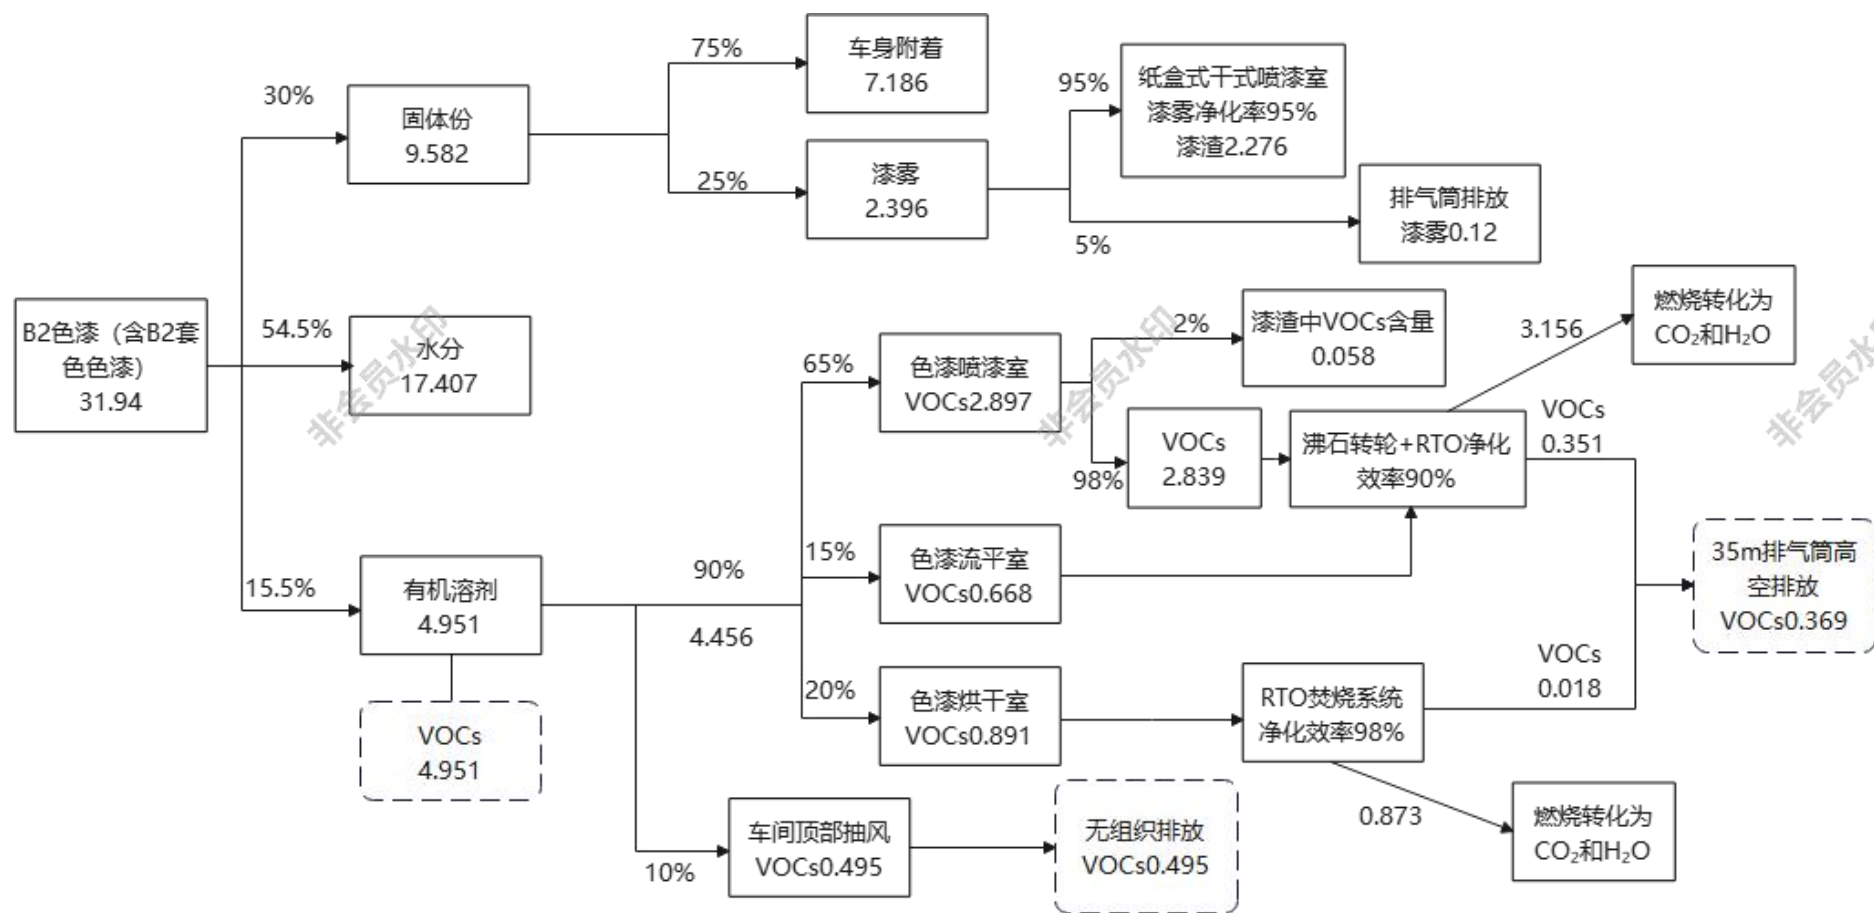 75%
车身附着
7.186
30%
固体份
9.582
25%
漆雾
2.396
95%
纸盒式干式喷漆室
漆雾净化率95%
漆渣2.276
5%
排气筒排放
漆雾0.12
B2色漆（含B2套
色色漆）
31.94
54.5%
水分
17.407
15.5%
有机溶剂
4.951
VOCs
4.951
90%
4.456
65%
色漆喷漆室
VOCs2.897
2%
漆渣中VOCs含量
0.058
98%
VOCs
2.839
沸石转轮+RTO净化
效率90%
3.156
燃烧转化为
CO₂和H₂O
VOCs
0.351
15%
色漆流平室
VOCs0.668
20%
色漆烘干室
VOCs0.891
RTO焚烧系统
净化效率98%
VOCs
0.018
35m排气筒高
空排放
VOCs0.369
0.873
燃烧转化为
CO₂和H₂O
10%
车间顶部抽风
VOCs0.495
无组织排放
VOCs0.495
非会员水印
非会员水印
非会员水